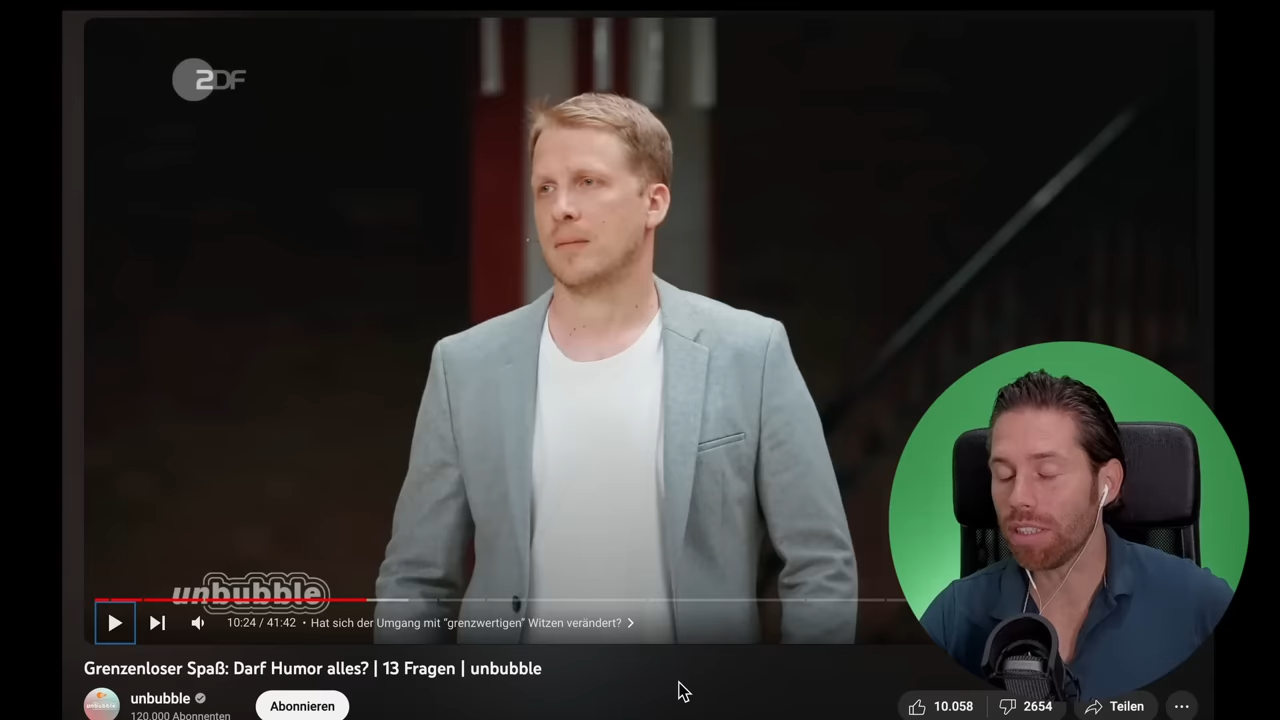 2DF
unbubble
10:24 / 41:42 • Hat sich der Umgang mit “grenzwertigen” Witzen verändert?
Grenzenloser Spaß: Darf Humor alles? | 13 Fragen | unbubble
unbubble
120.000 Abonnenten
Abonnieren
10.058
2654
Teilen